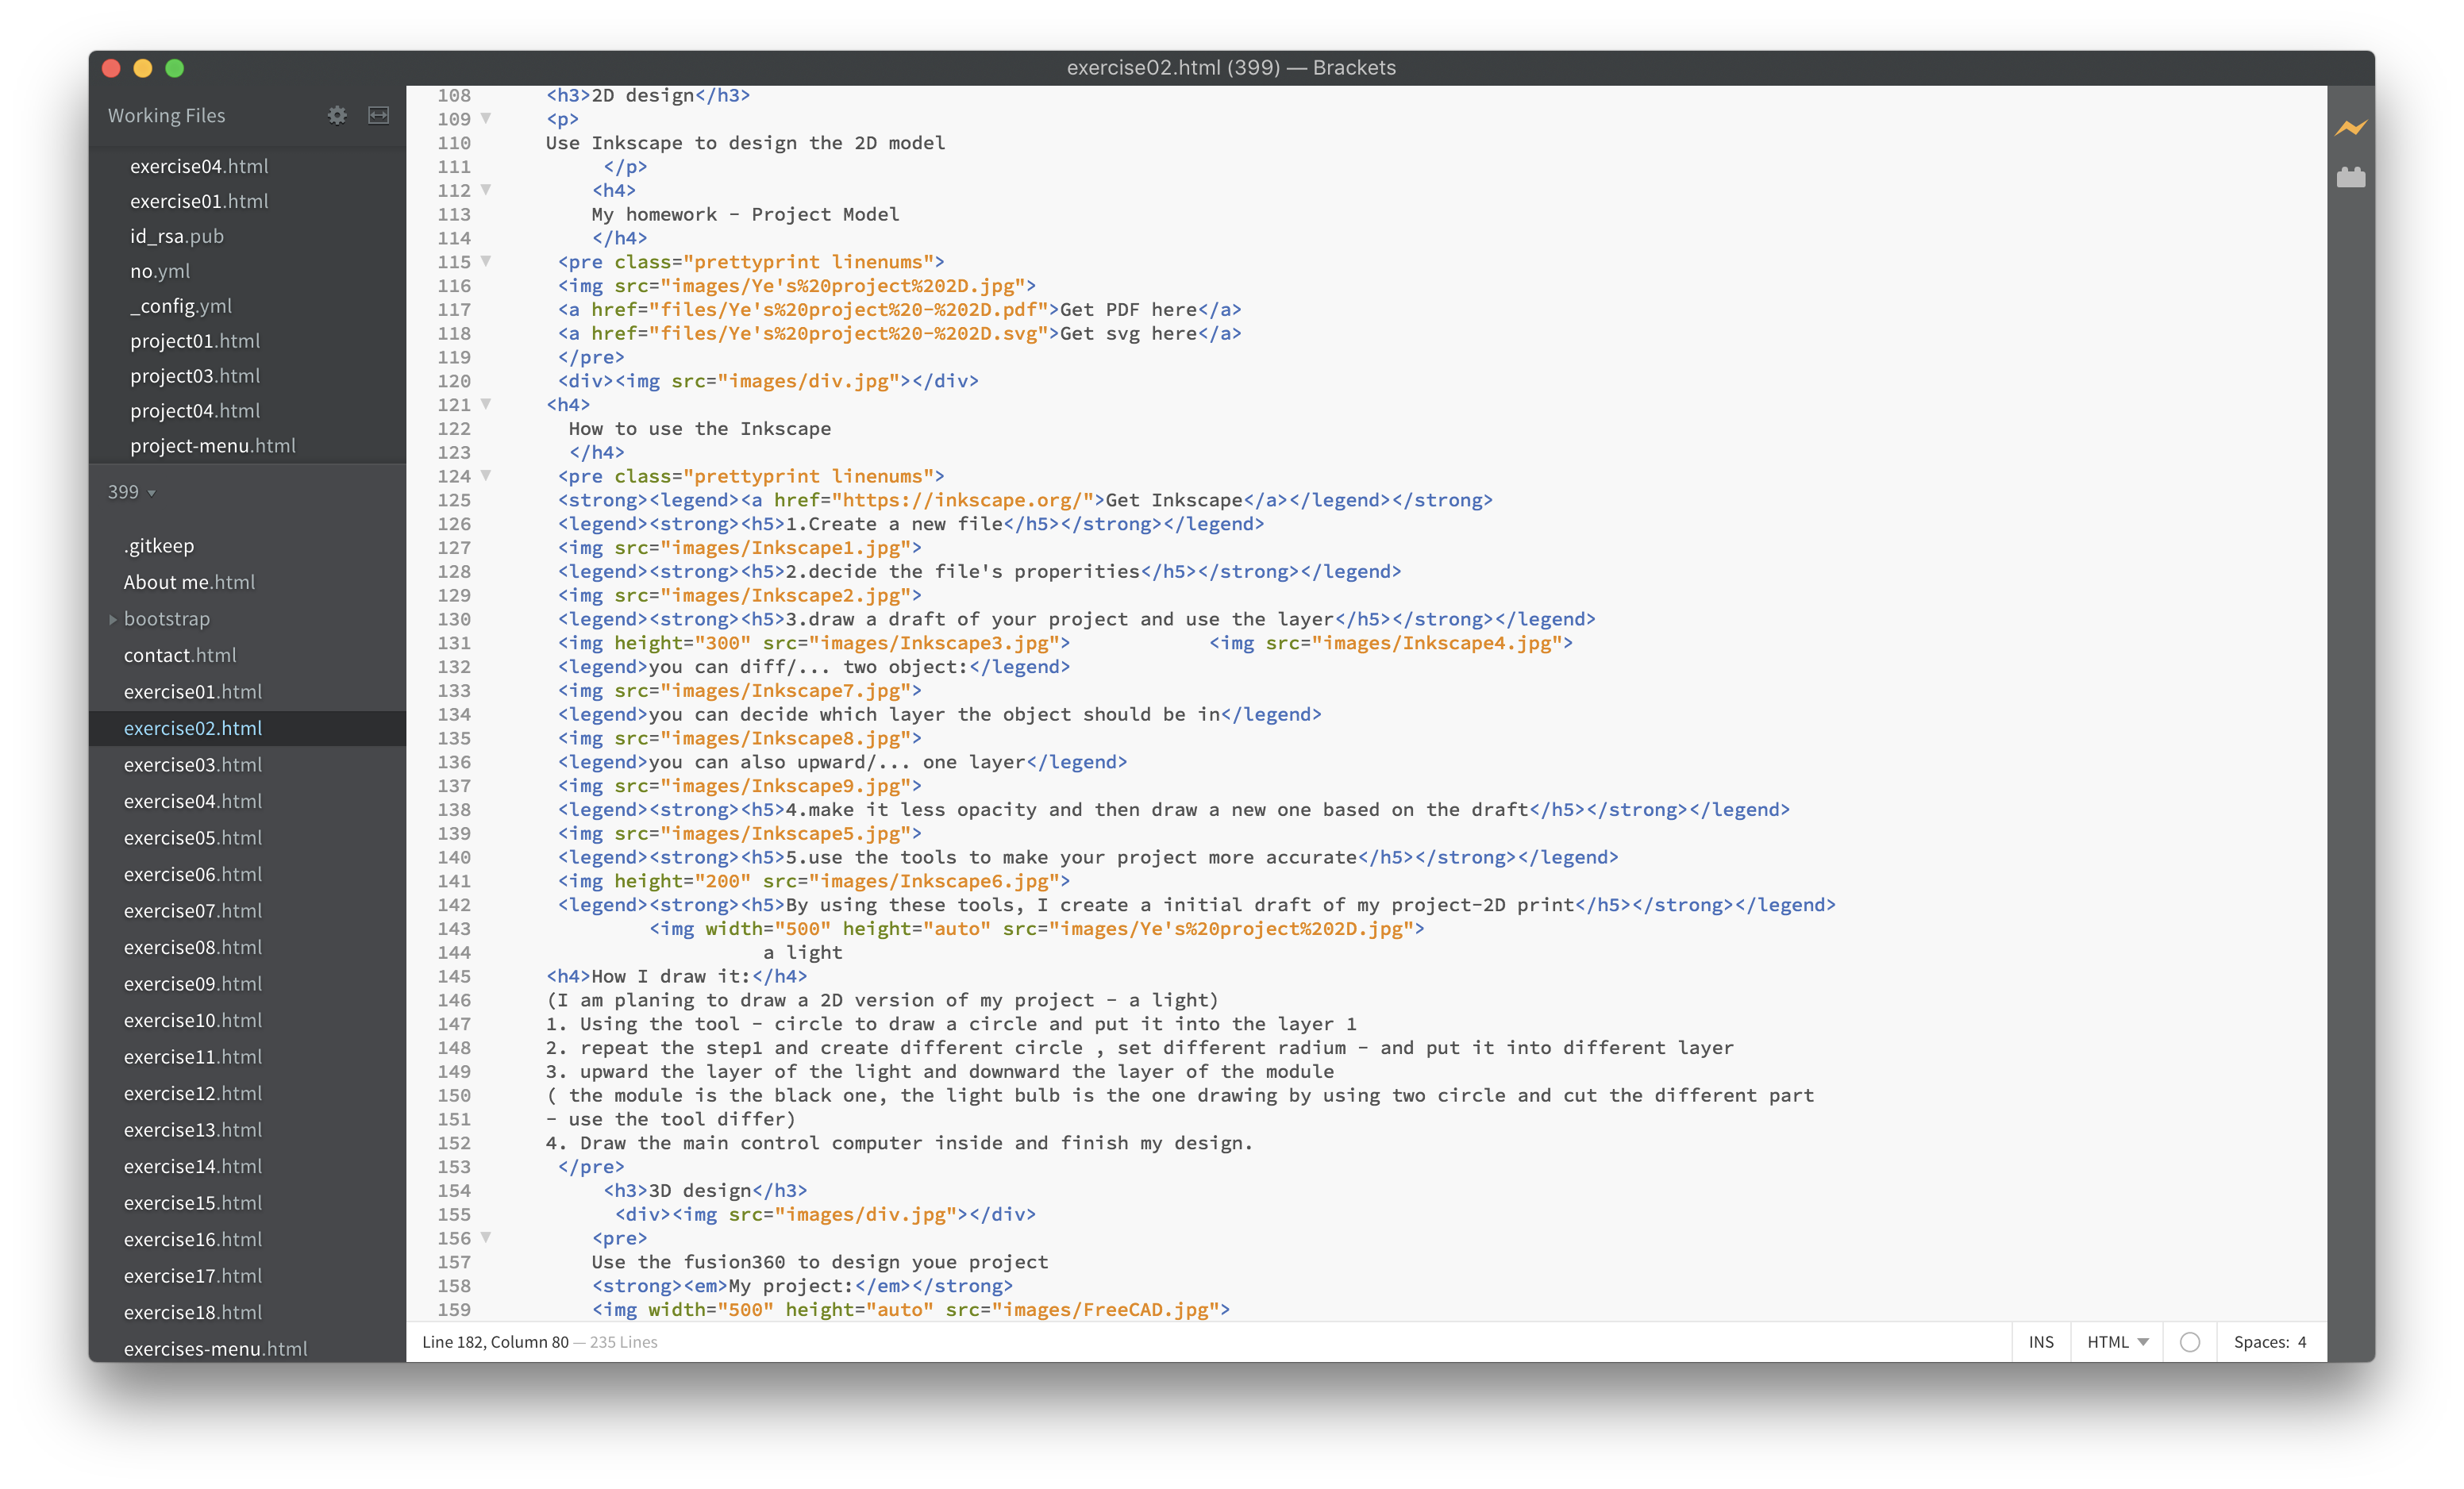 exercise02.html (399) — Brackets
Working Files
exercise04.html
exercise01.html
id_rsa.pub
no.yml
_config.yml
project01.html
project03.html
project04.html
project-menu.html
399
.gitkeep
About me.html
bootstrap
contact.html
exercise01.html
exercise02.html
exercise03.html
exercise04.html
exercise05.html
exercise06.html
exercise07.html
exercise08.html
exercise09.html
exercise10.html
exercise11.html
exercise12.html
exercise13.html
exercise14.html
exercise15.html
exercise16.html
exercise17.html
exercise18.html
exercises-menu.html
108 <h3>2D design</h3>
109 <p>
110 Use Inkscape to design the 2D model
111 </p>
112 <h4>
113 My homework - Project Model
114 </h4>
115 <pre class="prettyprint linenums">
116 <img src="images/Ye's%20project%202D.jpg">
117 <a href="files/Ye's%20project%20-%202D.pdf">Get PDF here</a>
118 <a href="files/Ye's%20project%20-%202D.svg">Get svg here</a>
119 </pre>
120 <div><img src="images/div.jpg"></div>
121 <h4>
122 How to use the Inkscape
123 </h4>
124 <pre class="prettyprint linenums">
125 <strong><legend><a href="https://inkscape.org/">Get Inkscape</a></legend></strong>
126 <legend><strong><h5>1.Create a new file</h5></strong></legend>
127 <img src="images/Inkscape1.jpg">
128 <legend><strong><h5>2.decide the file's properities</h5></strong></legend>
129 <img src="images/Inkscape2.jpg">
130 <legend><strong><h5>3.draw a draft of your project and use the layer</h5></strong></legend>
131 <img height="300" src="images/Inkscape3.jpg"> <img src="images/Inkscape4.jpg">
132 <legend>you can diff/... two object:</legend>
133 <img src="images/Inkscape7.jpg">
134 <legend>you can decide which layer the object should be in</legend>
135 <img src="images/Inkscape8.jpg">
136 <legend>you can also upward/... one layer</legend>
137 <img src="images/Inkscape9.jpg">
138 <legend><strong><h5>4.make it less opacity and then draw a new one based on the draft</h5></strong></legend>
139 <img src="images/Inkscape5.jpg">
140 <legend><strong><h5>5.use the tools to make your project more accurate</h5></strong></legend>
141 <img height="200" src="images/Inkscape6.jpg">
142 <legend><strong><h5>By using these tools, I create a initial draft of my project-2D print</h5></strong></legend>
143 <img width="500" height="auto" src="images/Ye's%20project%202D.jpg">
144 a light
145 <h4>How I draw it:</h4>
146 (I am planing to draw a 2D version of my project - a light)
147 1. Using the tool - circle to draw a circle and put it into the layer 1
148 2. repeat the step1 and create different circle , set different radium - and put it into different layer
149 3. upward the layer of the light and downward the layer of the module
150 ( the module is the black one, the light bulb is the one drawing by using two circle and cut the different part
151 - use the tool differ)
152 4. Draw the main control computer inside and finish my design.
153 </pre>
154 <h3>3D design</h3>
155 <div><img src="images/div.jpg"></div>
156 <pre>
157 Use the fusion360 to design youe project
158 <strong><em>My project:</em></strong>
159 <img width="500" height="auto" src="images/FreeCAD.jpg">
Line 182, Column 80 — 235 Lines
INS
HTML
Spaces: 4